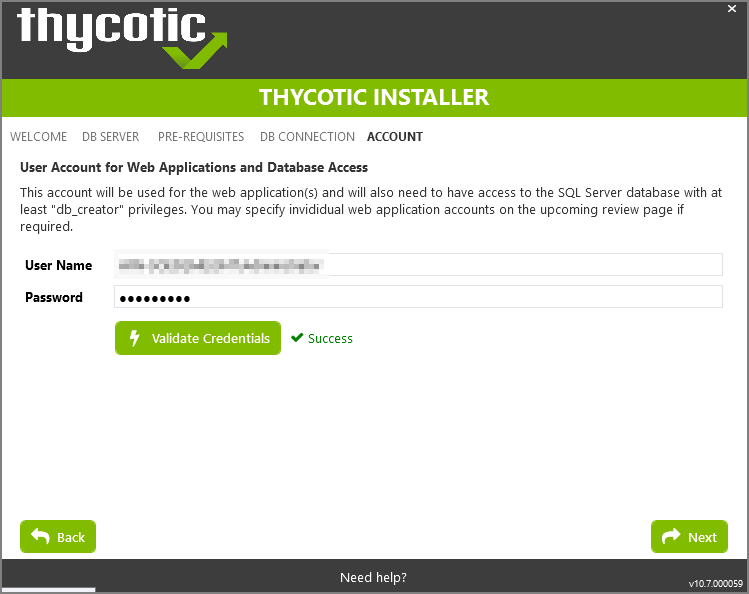 thycotic
THYCOTIC INSTALLER
WELCOME DB SERVER PRE-REQUISITES DB CONNECTION ACCOUNT
User Account for Web Applications and Database Access
This account will be used for the web application(s) and will also need to have access to the SQL Server database with at
least "db_creator" privileges. You may specify invididual web application accounts on the upcoming review page if
required.
User Name
Password ●●●●●●●●●
Validate Credentials Success
Back Next
Need help?
v10.7.000059